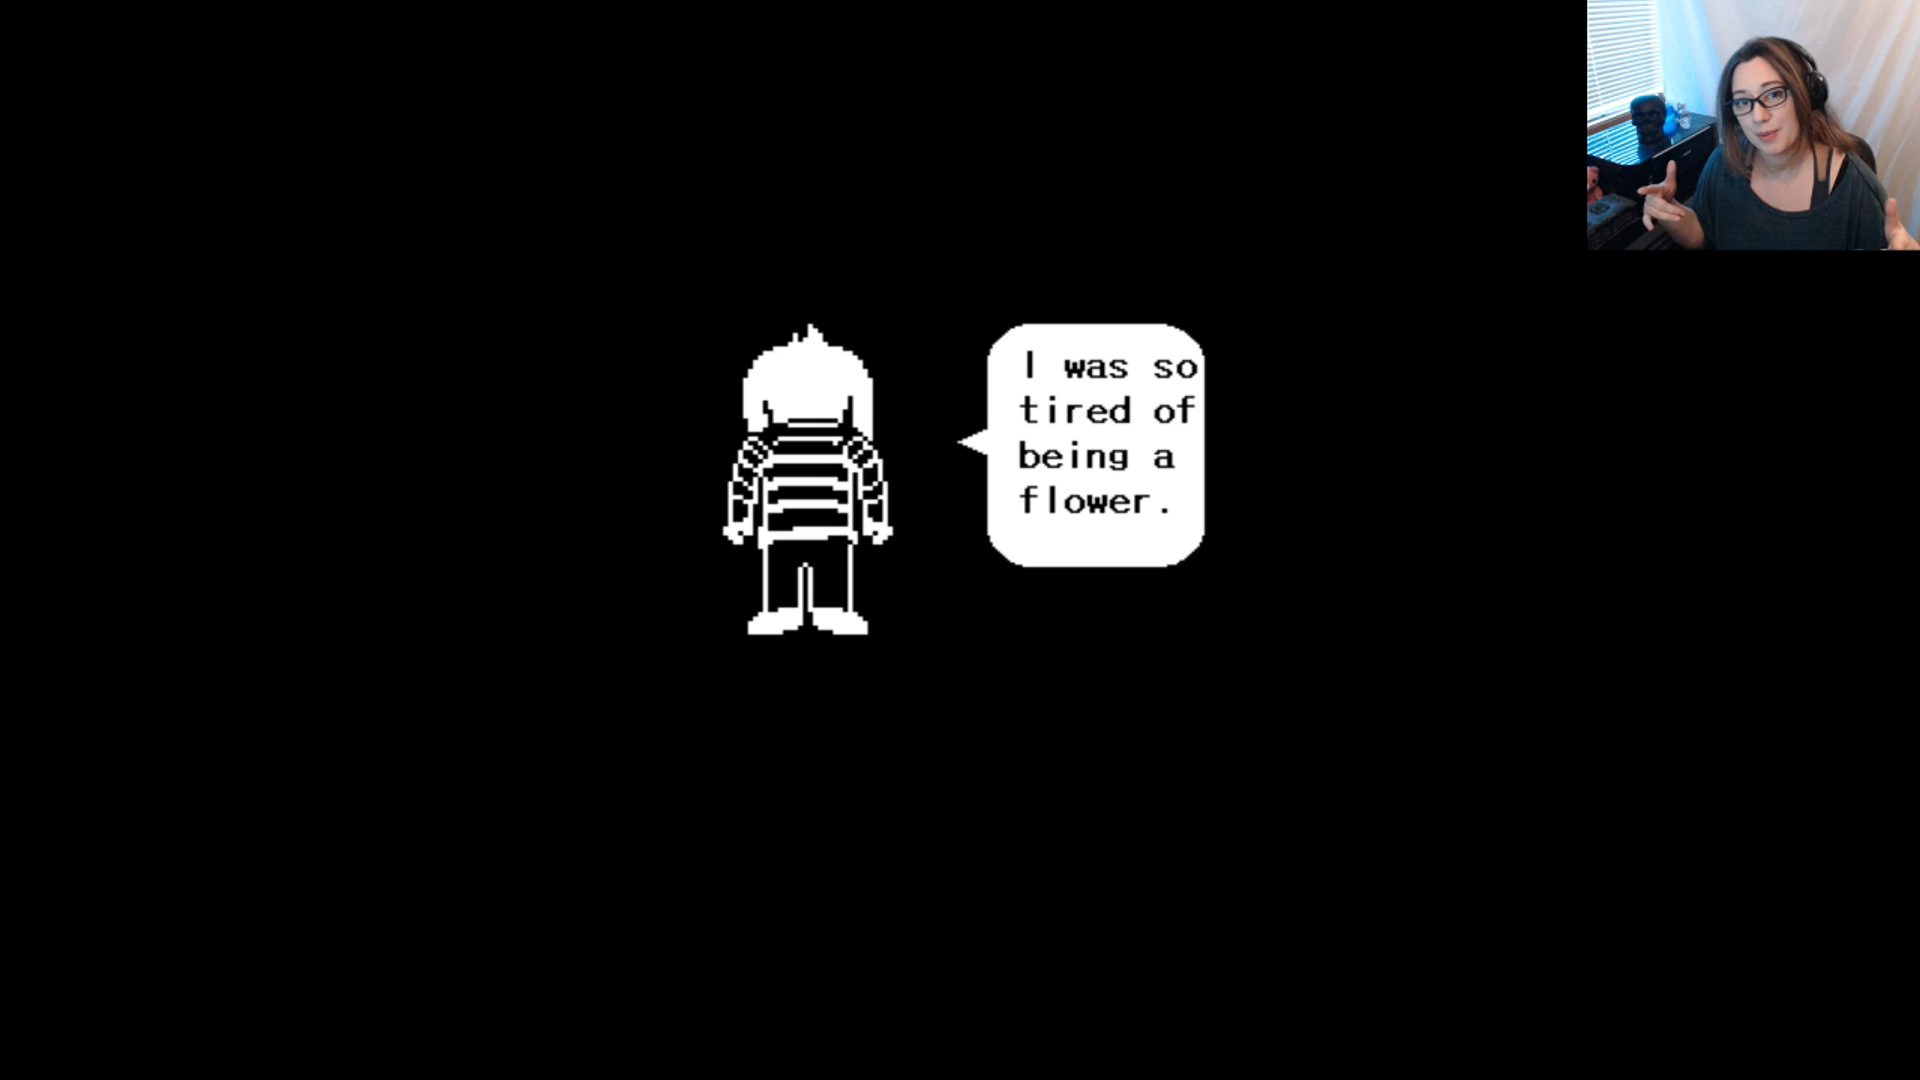 I was so
tired of
being a
flower.